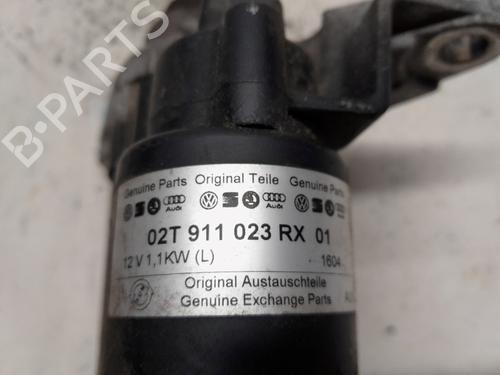 B-PARTS
Genuine Parts Original Teile Genuine Parts
Audi Audi Audi
02T 911 023 RX 01
12 V 1,1KW (L) 1604
Original Austauschteile
Genuine Exchange Parts